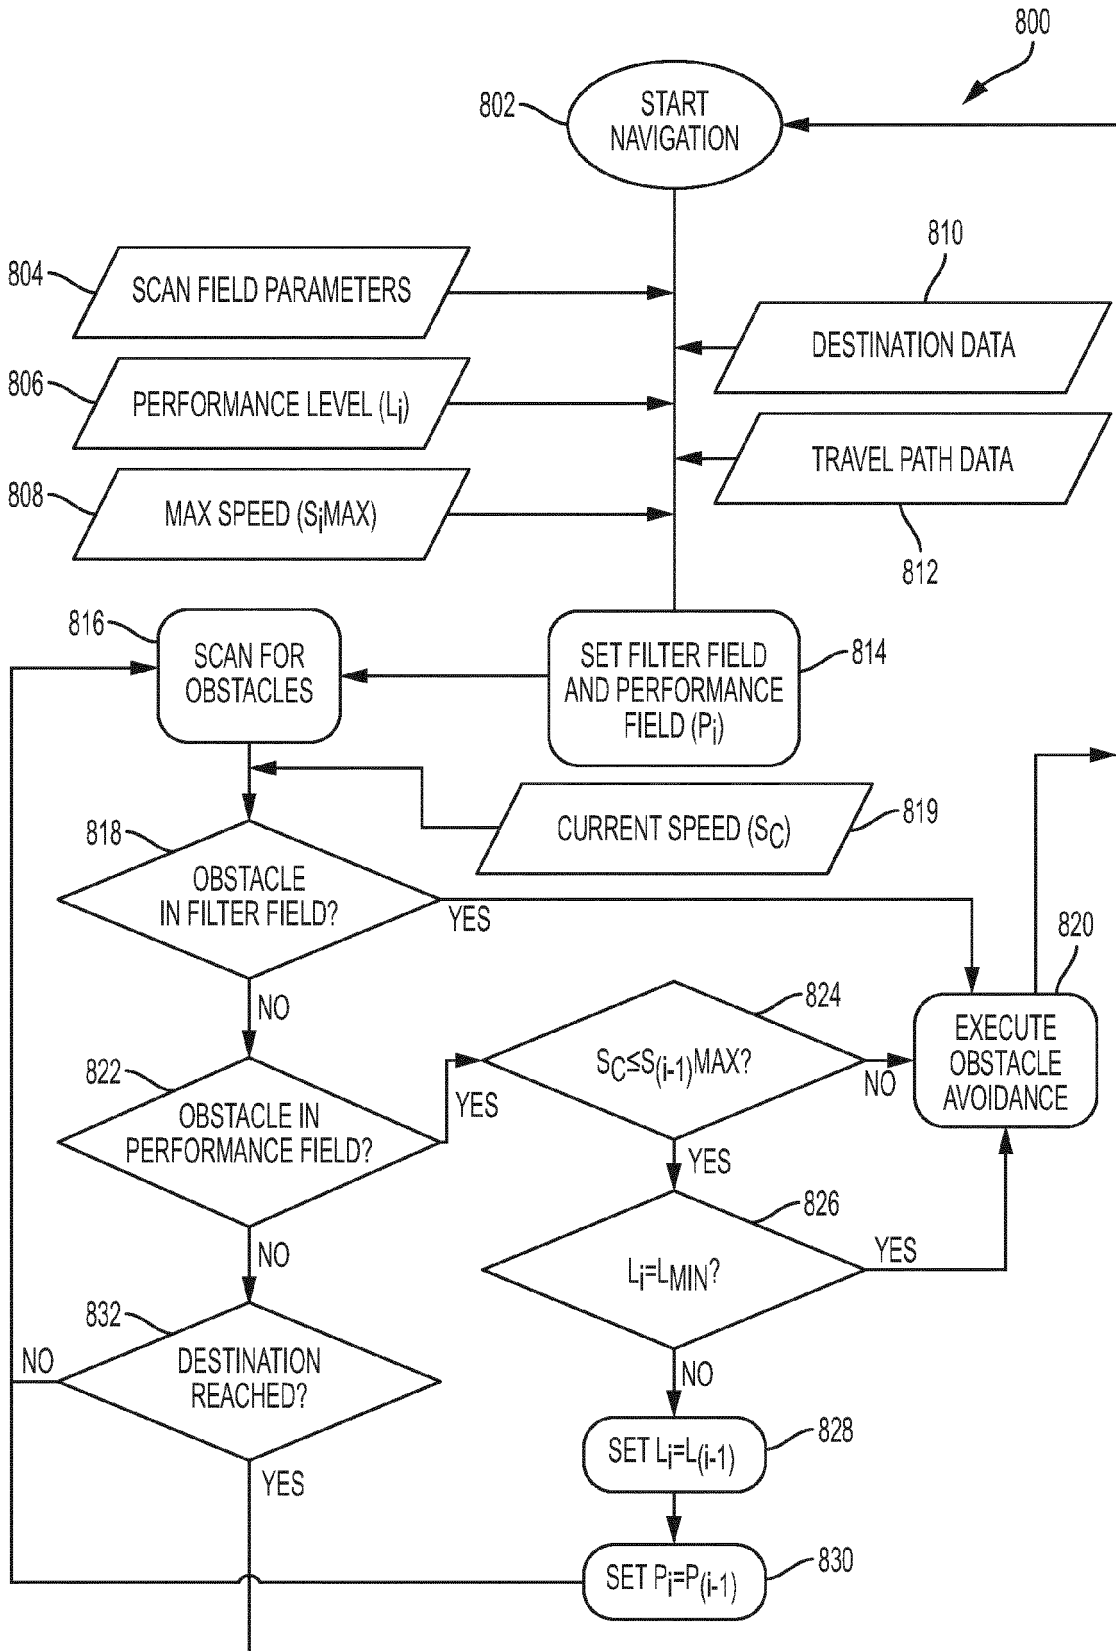 800
802
START
NAVIGATION
804
SCAN FIELD PARAMETERS
810
DESTINATION DATA
806
PERFORMANCE LEVEL (Li)
TRAVEL PATH DATA
812
808
MAX SPEED (SiMAX)
816
SCAN FOR
OBSTACLES
SET FILTER FIELD
AND PERFORMANCE
FIELD (Pi)
814
CURRENT SPEED (SC)
819
818
OBSTACLE
IN FILTER FIELD?
YES
NO
820
EXECUTE
OBSTACLE
AVOIDANCE
824
SC≤S(i-1)MAX?
NO
YES
822
OBSTACLE IN
PERFORMANCE FIELD?
YES
NO
826
Li=LMIN?
YES
NO
832
DESTINATION
REACHED?
NO
YES
SET Li=L(i-1)
828
SET Pi=P(i-1)
830